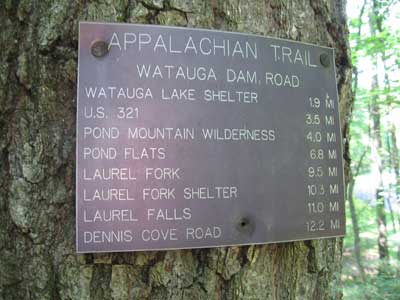 APPALACHIAN TRAIL
WATAUGA DAM, ROAD
WATAUGA LAKE SHELTER 1.9 MI
U.S. 321 3.5 MI
POND MOUNTAIN WILDERNESS 4.0 MI
POND FLATS 6.8 MI
LAUREL FORK 9.5 MI
LAUREL FORK SHELTER 10.3 MI
LAUREL FALLS 11.0 MI
DENNIS COVE ROAD 12.2 MI